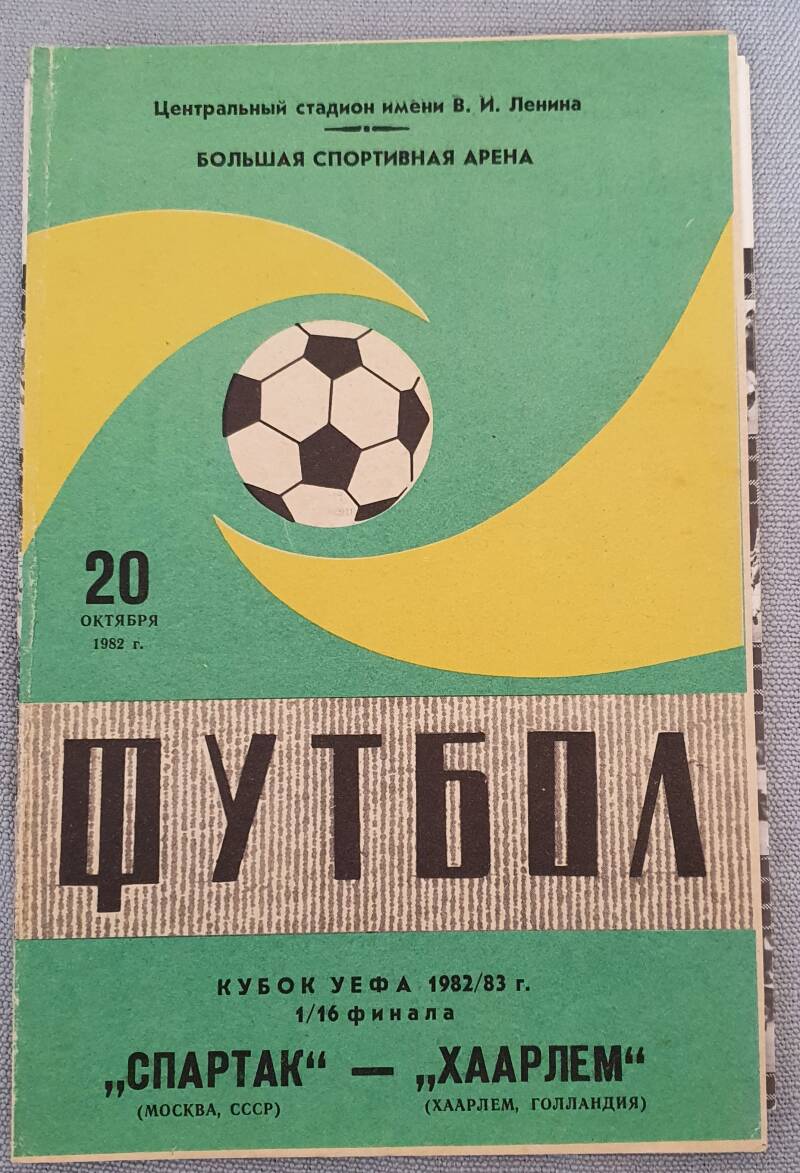 Центральный стадион имени В. И. Ленина
БОЛЬШАЯ СПОРТИВНАЯ АРЕНА
20
ОКТЯБРЯ
1982 г.
ФУТБОЛ
КУБОК УЕФА 1982/83 г.
1/16 финала
„СПАРТАК“ — „ХААРЛЕМ“
(МОСКВА, СССР) (ХААРЛЕМ, ГОЛЛАНДИЯ)